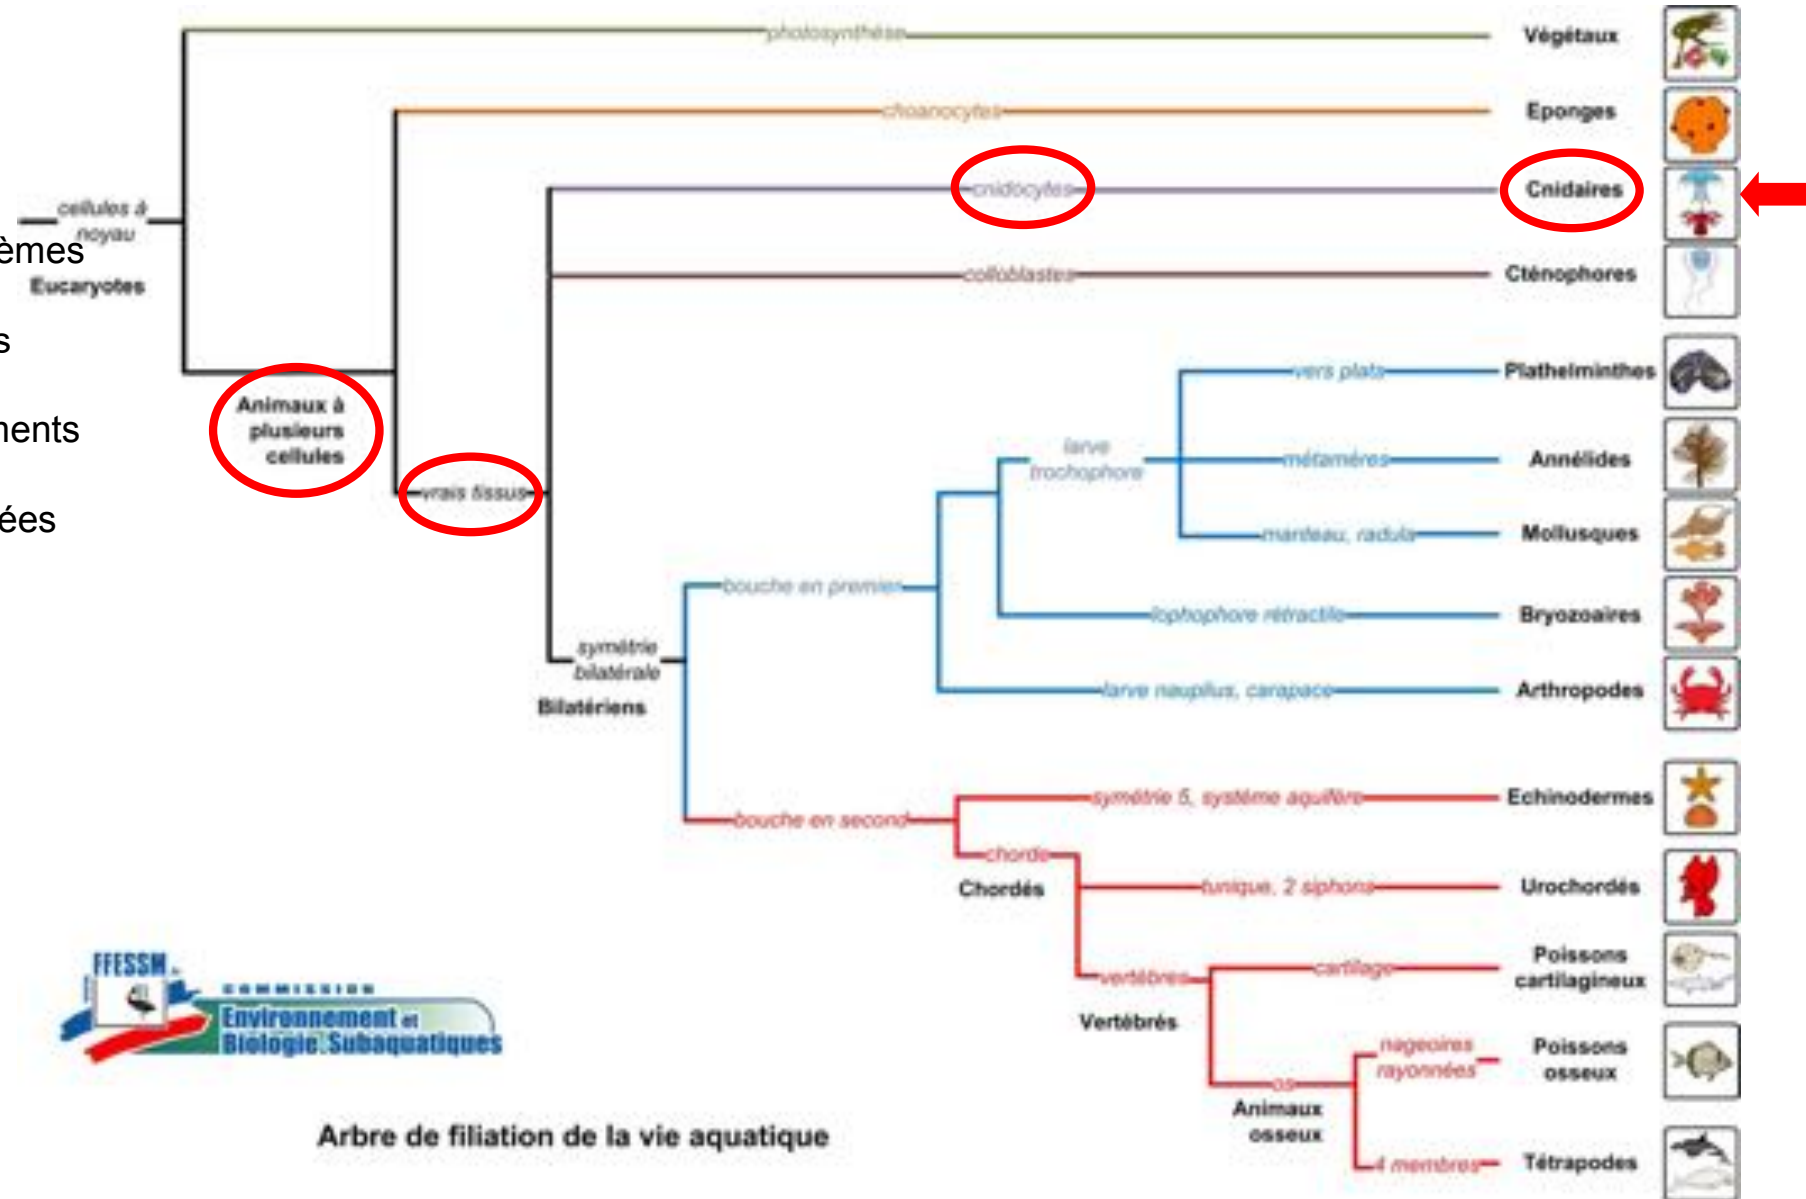 photosynthèse
Végétaux
choanocytes
Eponges
cnidocytes
Cnidaires
cellules à
noyau
èmes
Eucaryotes
colloblastes
Cténophores
s
Animaux à
plusieurs
cellules
nents
vrais tissus
ées
vers plats
Plathelminthes
larve
trochophore
métamères
Annélides
manteau, radula
Mollusques
bouche en premier
lophophore rétractile
Bryozoaires
symétrie
bilatérale
Bilatériens
larve nauplius, carapace
Arthropodes
bouche en second
symétrie 5, système aquifère
Echinodermes
chorde
Chordés
tunique, 2 siphons
Urochordés
vertèbres
Vertébrés
cartilage
Poissons
cartilagineux
nageoires
rayonnées
Poissons
osseux
os
Animaux
osseux
4 membres
Tétrapodes
FFESSM
COMMISSION
Environnement et
Biologie Subaquatiques
Arbre de filiation de la vie aquatique